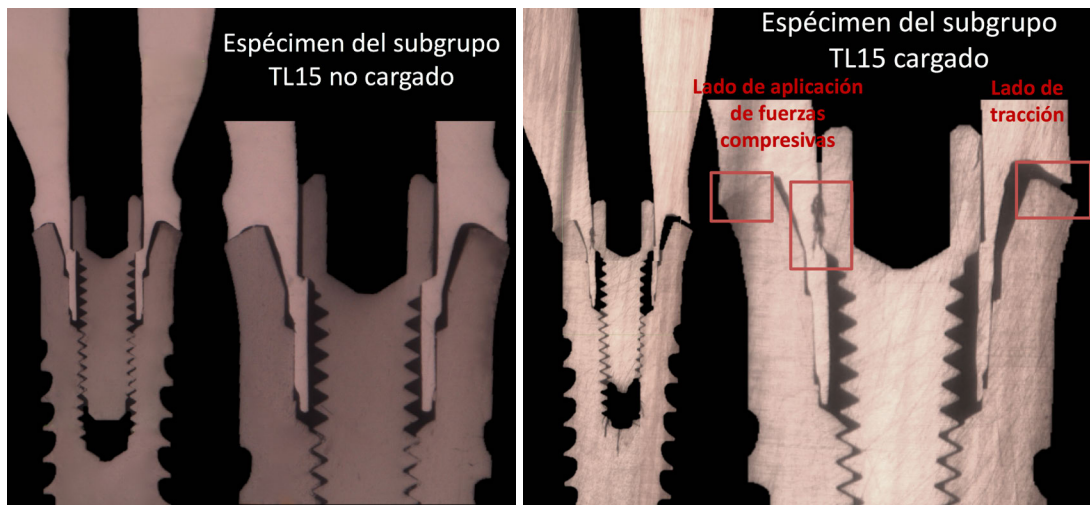 Espécimen del subgrupo
TL15 no cargado
Espécimen del subgrupo
TL15 cargado
Lado de aplicación
de fuerzas
compresivas
Lado de
tracción